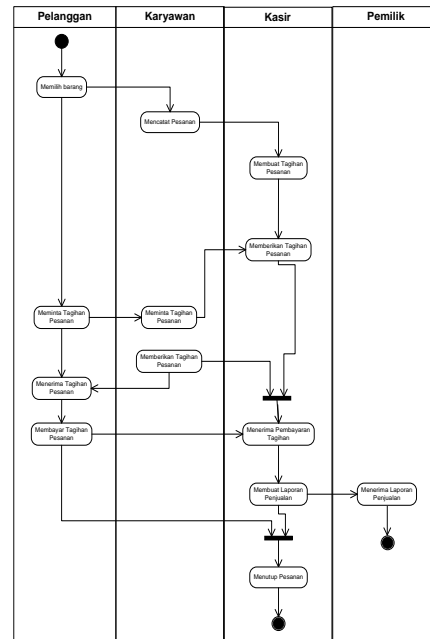 Pelanggan
Karyawan
Kasir
Pemilik
Memilih barang
Mencatat Pesanan
Membuat Tagihan
Pesanan
Memberikan Tagihan
Pesanan
Meminta Tagihan
Pesanan
Meminta Tagihan
Pesanan
Memberikan Tagihan
Pesanan
Menerima Tagihan
Pesanan
Membayar Tagihan
Pesanan
Menerima Pembayaran
Tagihan
Membuat Laporan
Penjualan
Menerima Laporan
Penjualan
Menutup Pesanan